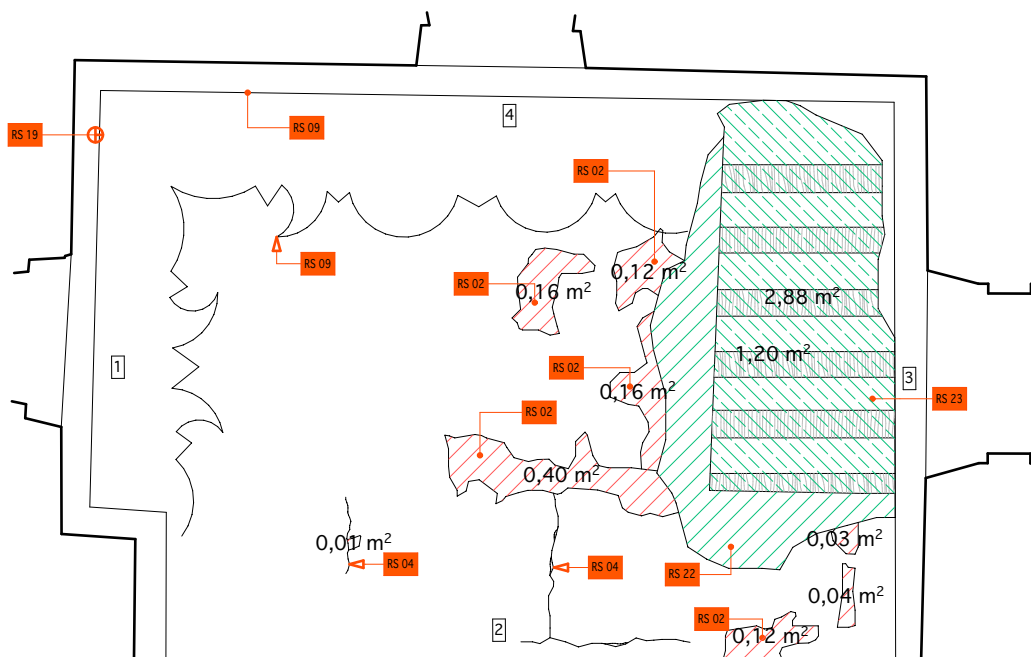 4
RS 09
RS 19
RS 02
RS 09
0,12 m²
RS 02
0,16 m²
2,88 m²
1,20 m²
1
RS 02
3
0,16 m²
RS 23
RS 02
0,40 m²
0,01 m²
0,03 m²
RS 04
RS 04
RS 22
0,04 m²
RS 02
2
0,12 m²